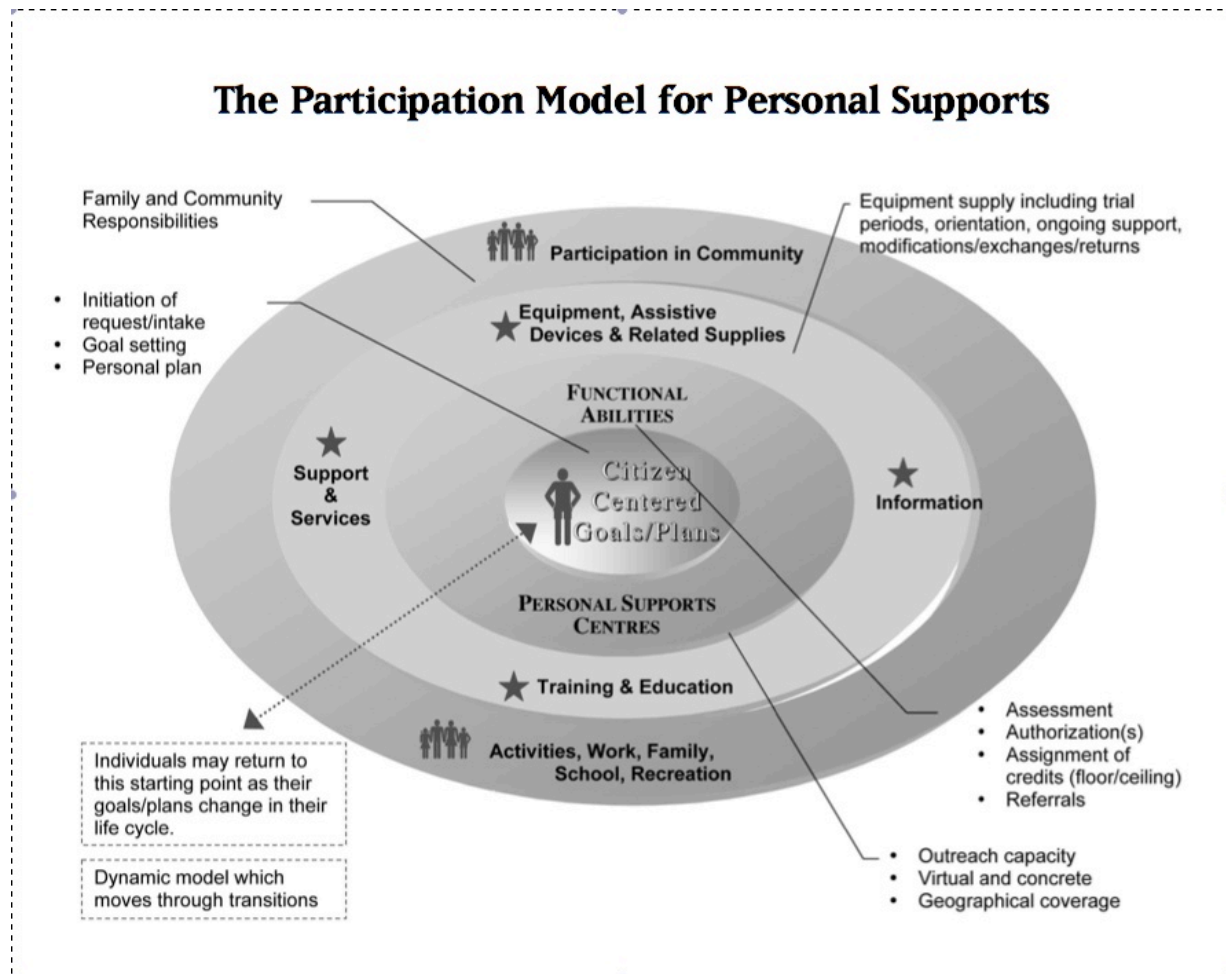 The Participation Model for Personal Supports
Family and Community
Responsibilities
Equipment supply including trial
periods, orientation, ongoing support,
modifications/exchanges/returns
Participation in Community
• Initiation of
request/intake
• Goal setting
• Personal plan
Equipment, Assistive
Devices & Related Supplies
FUNCTIONAL
ABILITIES
Support
&
Services
Citizen
Centered
Goals/Plans
Information
PERSONAL SUPPORTS
CENTRES
Training & Education
Activities, Work, Family,
School, Recreation
• Assessment
• Authorization(s)
• Assignment of
credits (floor/ceiling)
• Referrals
Individuals may return to
this starting point as their
goals/plans change in their
life cycle.
Dynamic model which
moves through transitions
• Outreach capacity
• Virtual and concrete
• Geographical coverage